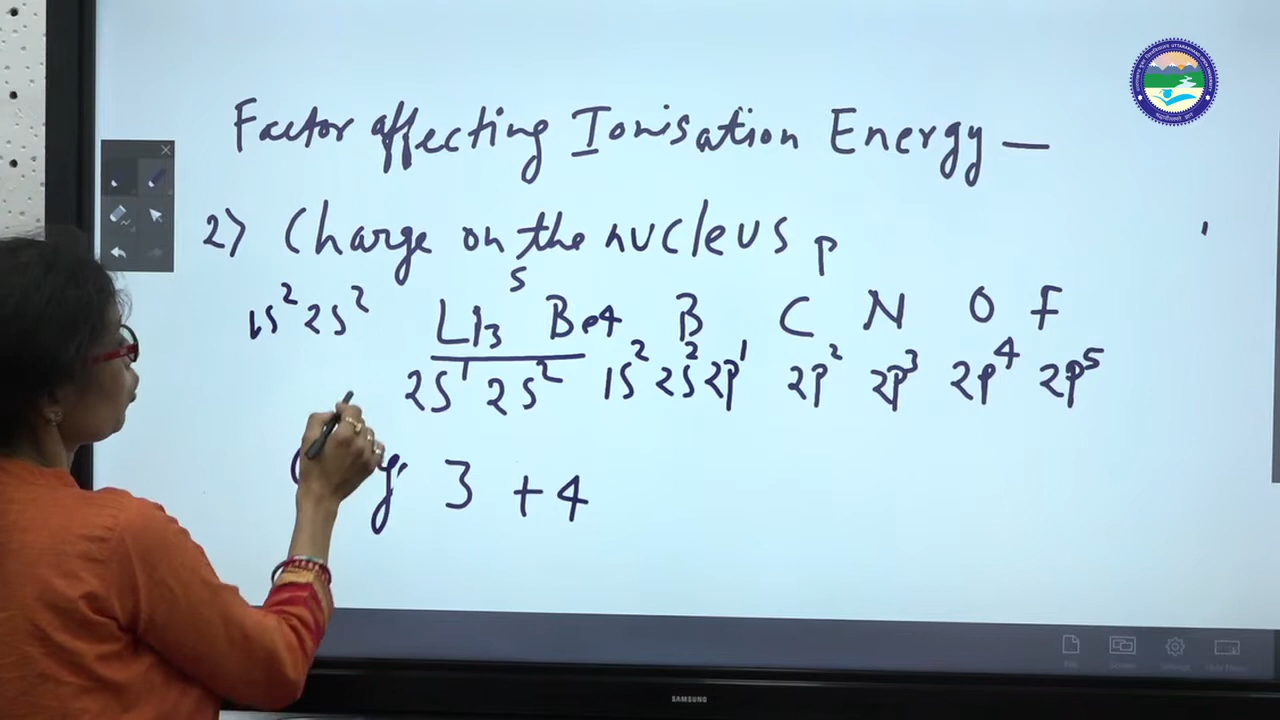 Factor affecting Ionisation Energy —
2) Charge on the nucleus p
s
1s² 2s² Li3 Be4 B C N O F
2S¹ 2S² 1S² 2S² 2p¹ 2p² 2p³ 2p⁴ 2p⁵
3 +4
SAMSUNG